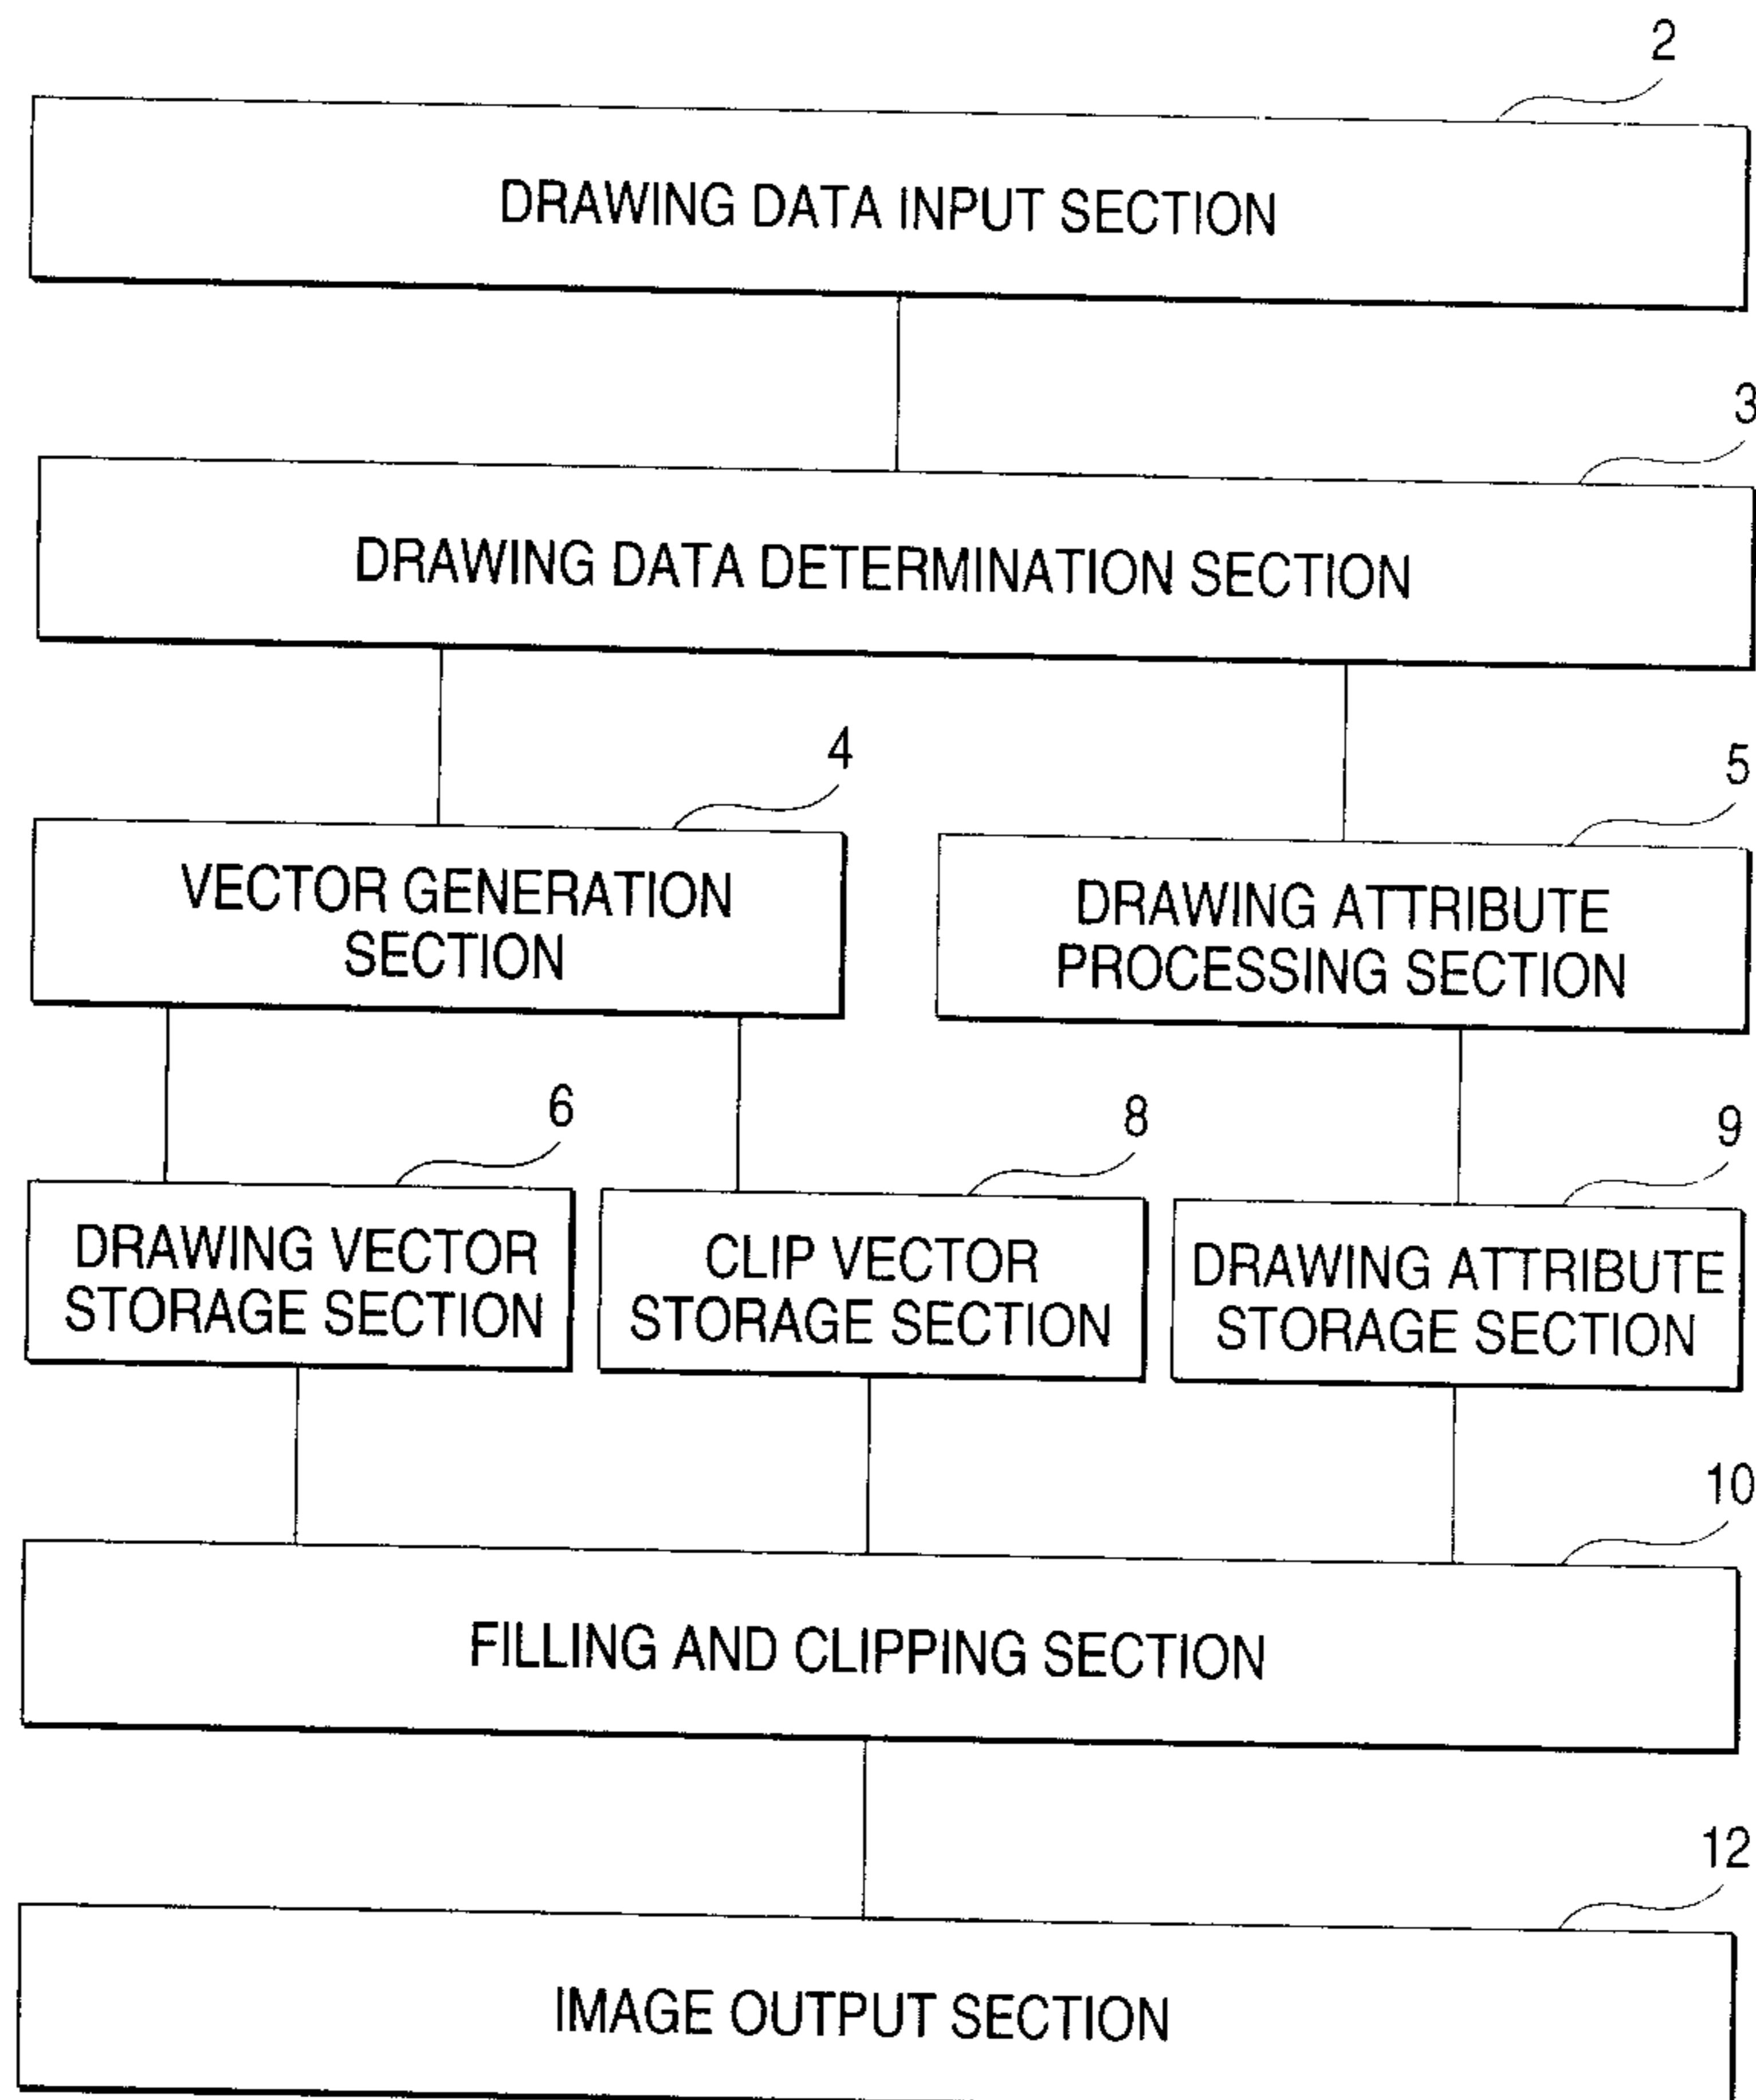 2
DRAWING DATA INPUT SECTION
3
DRAWING DATA DETERMINATION SECTION
4
5
VECTOR GENERATION
SECTION
DRAWING ATTRIBUTE
PROCESSING SECTION
6
8
9
DRAWING VECTOR
STORAGE SECTION
CLIP VECTOR
STORAGE SECTION
DRAWING ATTRIBUTE
STORAGE SECTION
10
FILLING AND CLIPPING SECTION
12
IMAGE OUTPUT SECTION